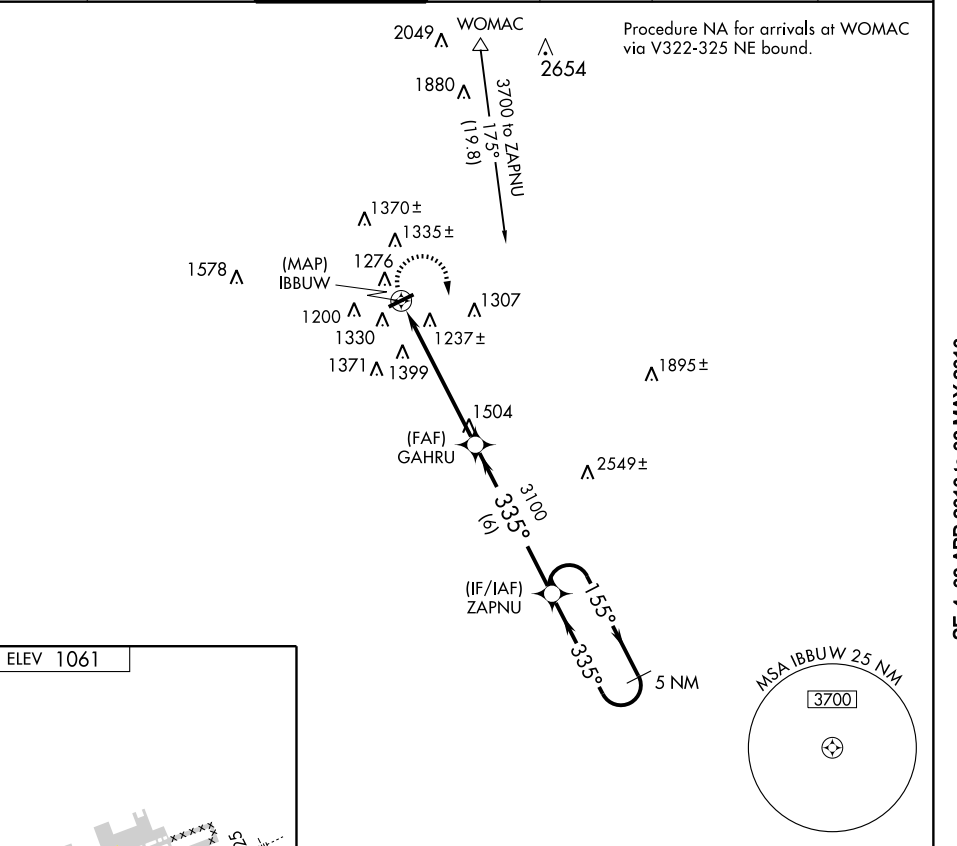 2049
WOMAC
2654
Procedure NA for arrivals at WOMAC
via V322-325 NE bound.
1880
3700 to ZAPNU
175°
(19.8)
1370±
1335±
1578
(MAP)
IBBUW
1276
1200
1330
1307
1237±
1371
1399
1895±
1504
(FAF)
GAHRU
2549±
3100
335°
(6)
(IF/IAF)
ZAPNU
155°
335°
5 NM
ELEV 1061
MSA IBBUW 25 NM
3700
25